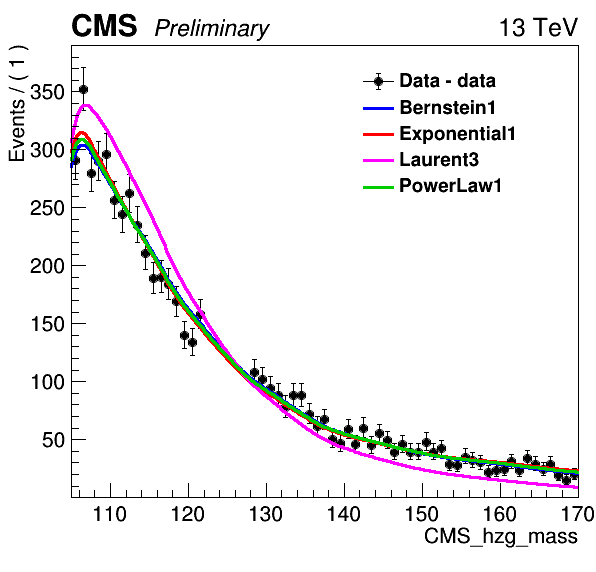 CMS Preliminary 13 TeV
Events / ( 1 )
350
300
250
200
150
100
50
Data - data
Bernstein1
Exponential1
Laurent3
PowerLaw1
110 120 130 140 150 160 170
CMS_hzg_mass